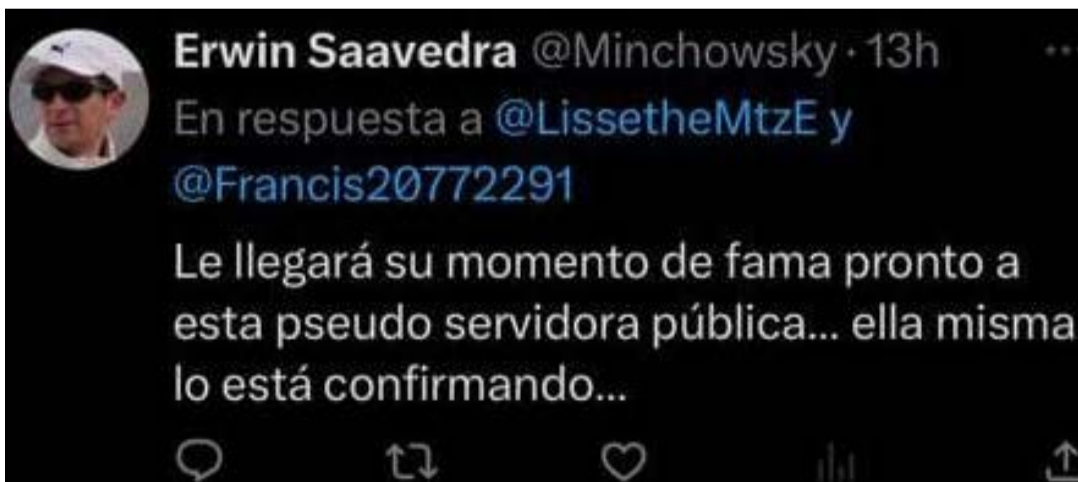 Erwin Saavedra @Minchowsky · 13h
En respuesta a @LissetheMtzE y
@Francis20772291
Le llegará su momento de fama pronto a
esta pseudo servidora pública... ella misma
lo está confirmando...